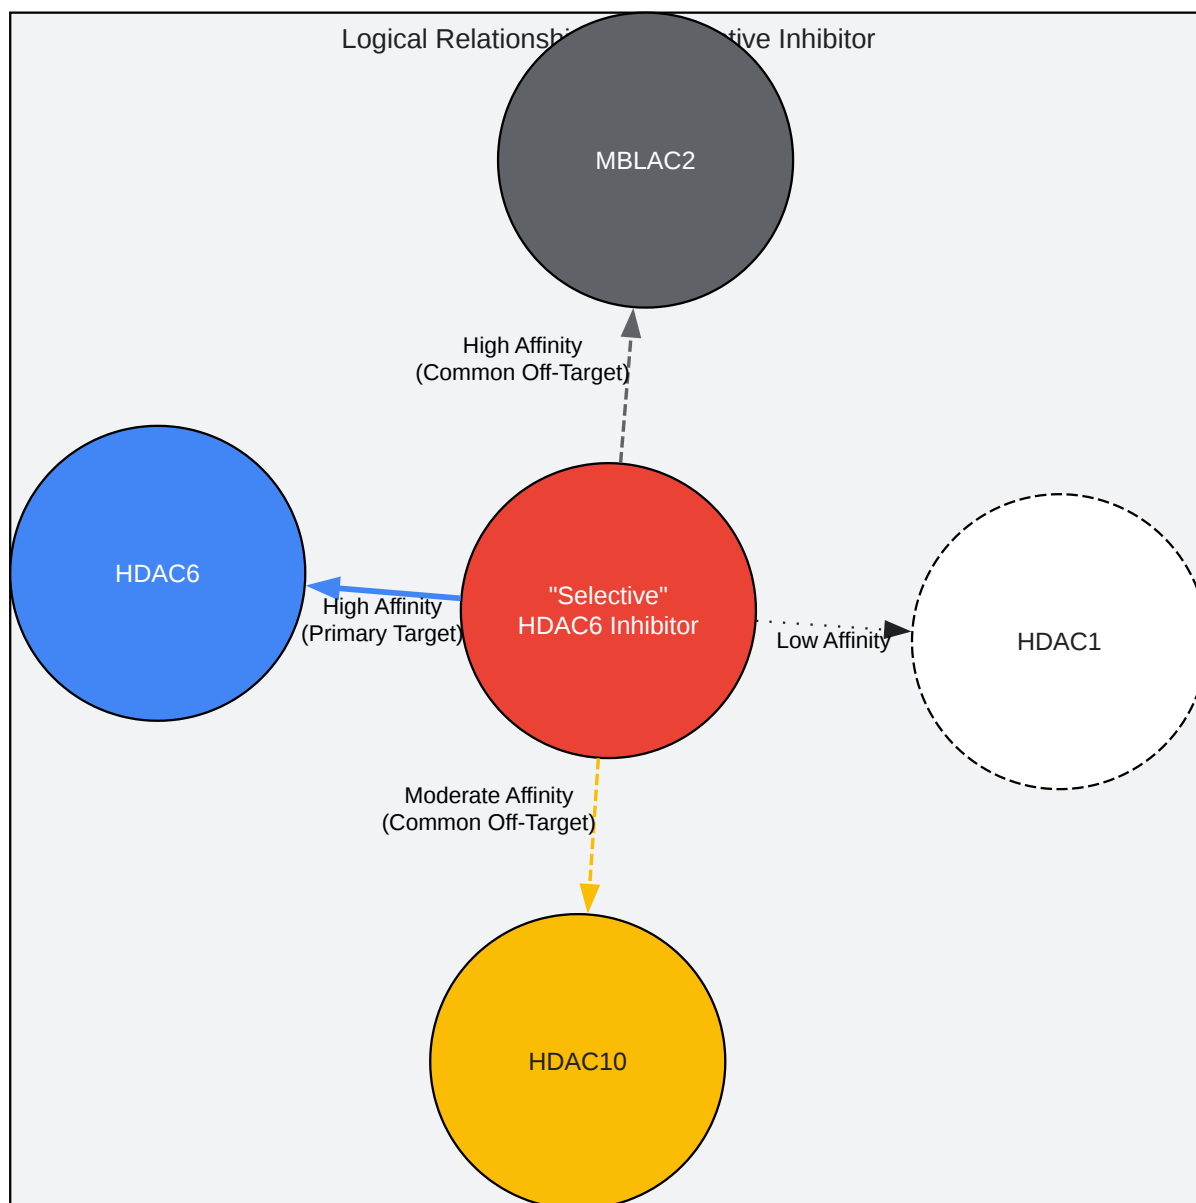 Logical Relationsh tive Inhibitor
MBLAC2
High Affinity
(Common Off-Target)
HDAC6
High Affinity
(Primary Target)
"Selective"
HDAC6 Inhibitor
Low Affinity
HDAC1
Moderate Affinity
(Common Off-Target)
HDAC10